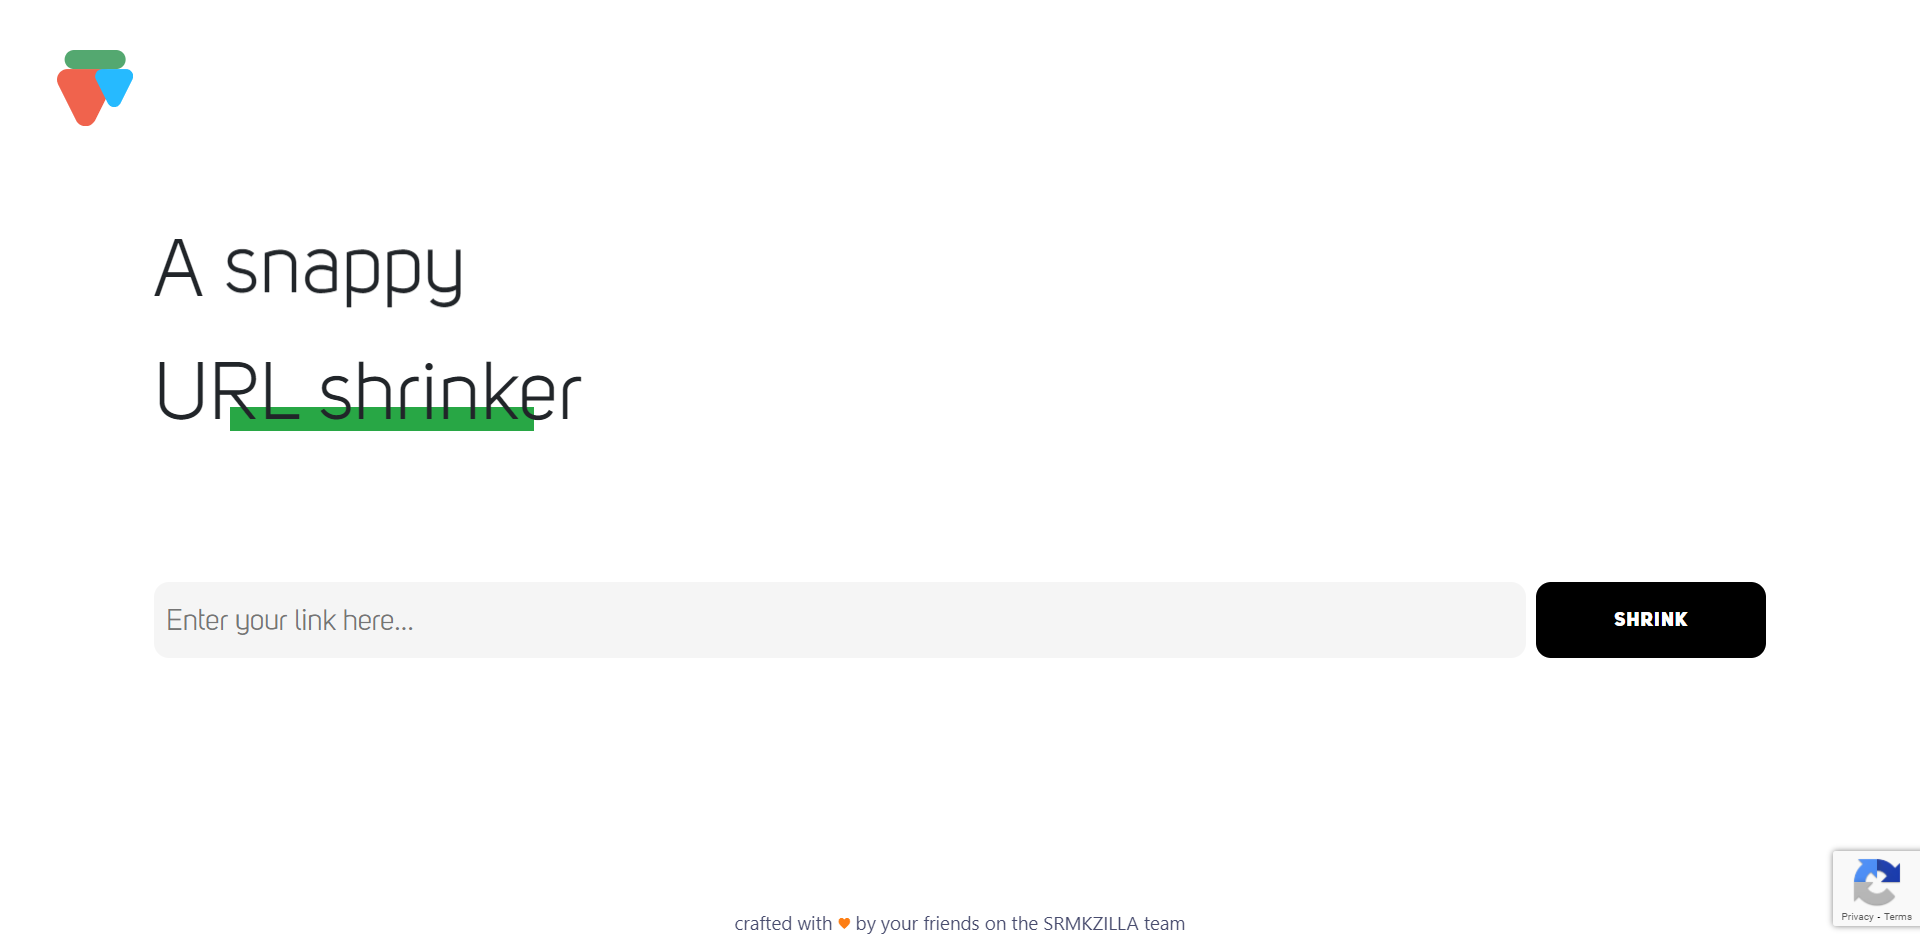 A snappy
URL shrinker
Enter your link here...
SHRINK
Privacy - Terms
crafted with 🧡 by your friends on the SRMKZILLA team